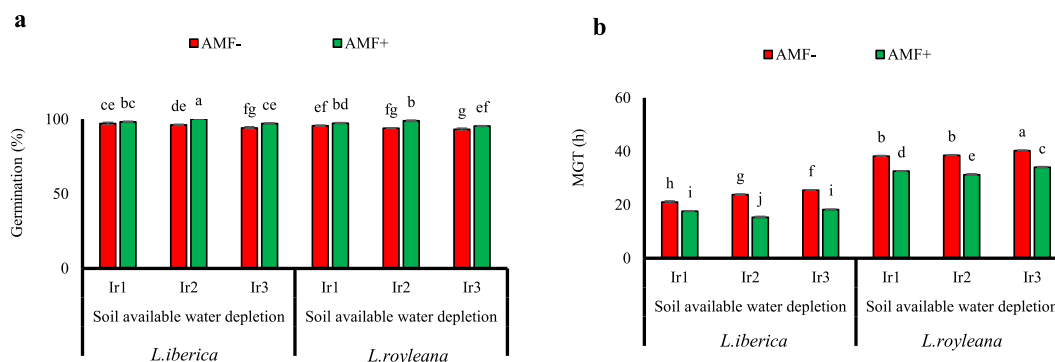 a
AMF- AMF+
ce bc de a fg ce ef bd fg b g ef
100
50
0
Germination (%)
Ir1 Ir2 Ir3 Ir1 Ir2 Ir3
Soil available water depletion Soil available water depletion
L.iberica L.royleana
b
AMF- AMF+
60
40
20
0
MGT (h)
h i g j f i b d b e a c
Ir1 Ir2 Ir3 Ir1 Ir2 Ir3
Soil available water depletion Soil available water depletion
L.iberica L.royleana